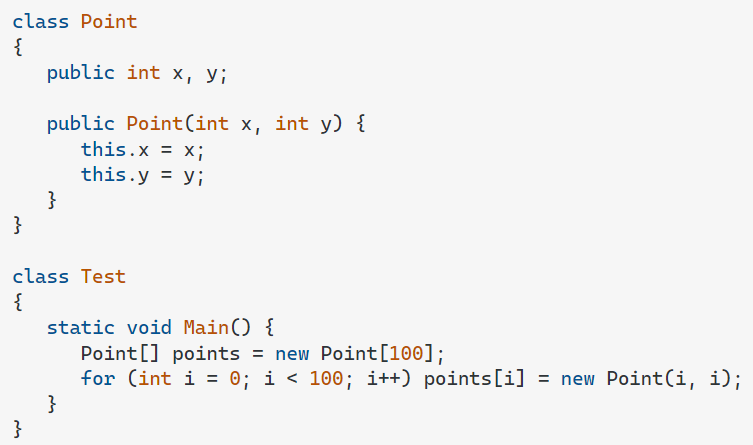 class Point
{
   public int x, y;

   public Point(int x, int y) {
      this.x = x;
      this.y = y;
   }
}

class Test
{
   static void Main() {
      Point[] points = new Point[100];
      for (int i = 0; i < 100; i++) points[i] = new Point(i, i);
   }
}